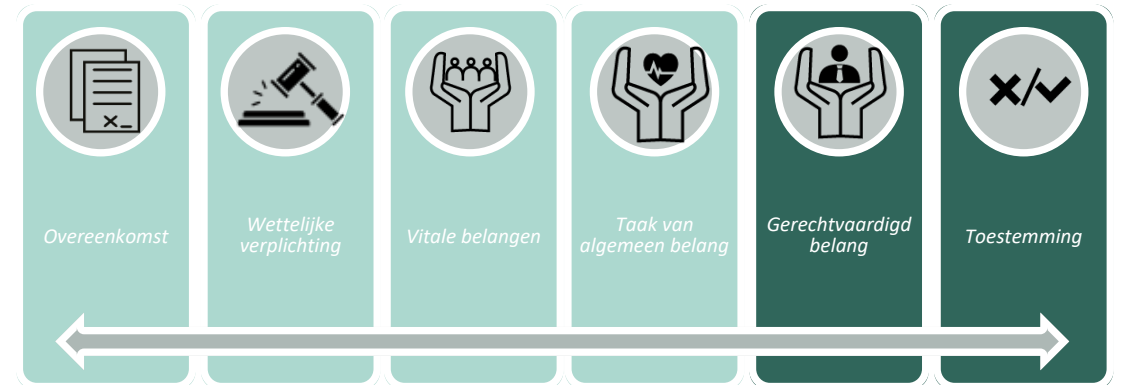 Overeenkomst
Wettelijke
verplichting
Vitale belangen
Taak van
algemeen belang
Gerechtvaardigd
belang
Toestemming